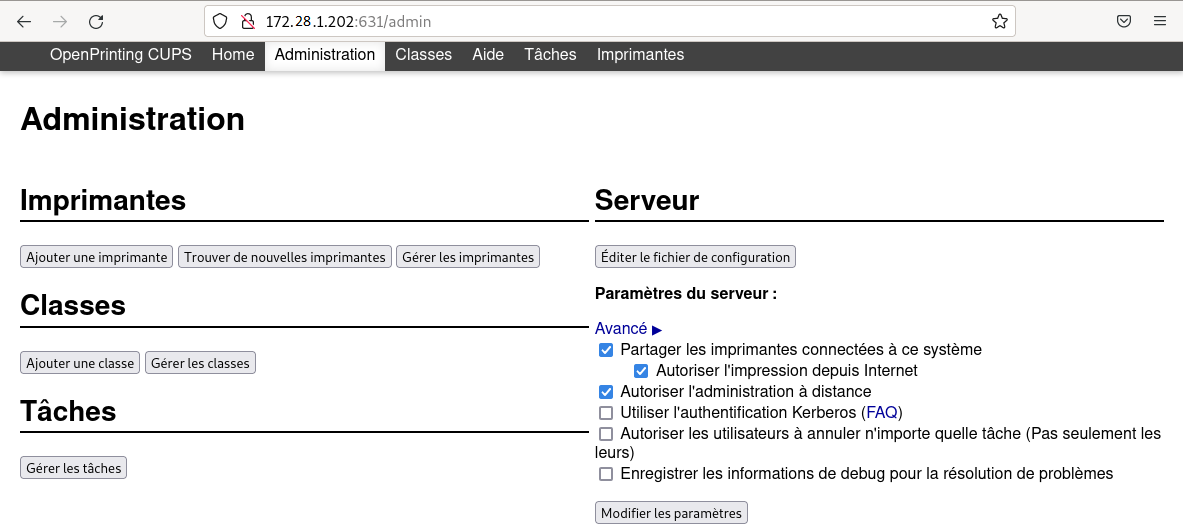 172.28.1.202:631/admin
OpenPrinting CUPS Home Administration Classes Aide Tâches Imprimantes
Administration
Imprimantes
Ajouter une imprimante Trouver de nouvelles imprimantes Gérer les imprimantes
Classes
Ajouter une classe Gérer les classes
Tâches
Gérer les tâches
Serveur
Éditer le fichier de configuration
Paramètres du serveur :
Avancé ▶
Partager les imprimantes connectées à ce système
Autoriser l'impression depuis Internet
Autoriser l'administration à distance
Utiliser l'authentification Kerberos (FAQ)
Autoriser les utilisateurs à annuler n'importe quelle tâche (Pas seulement les
leurs)
Enregistrer les informations de debug pour la résolution de problèmes
Modifier les paramètres